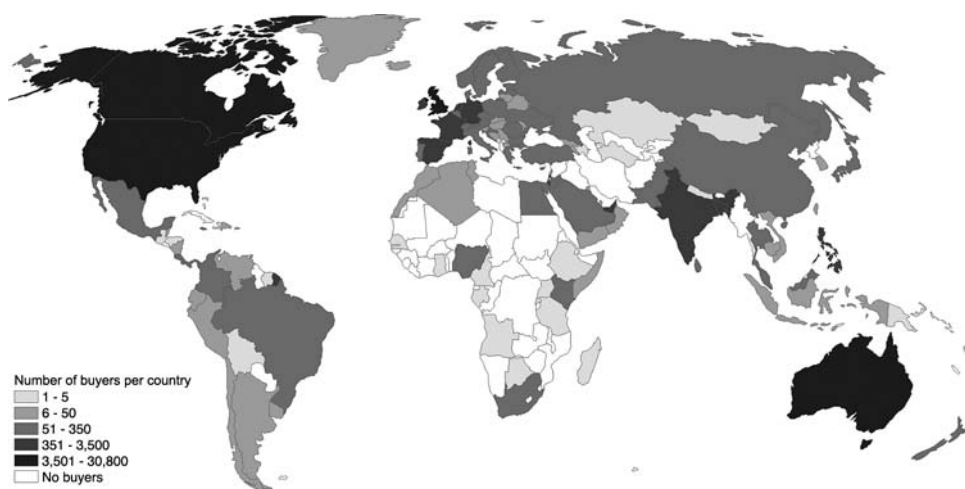 Number of buyers per country
1 - 5
6 - 50
51 - 350
351 - 3,500
3,501 - 30,800
No buyers